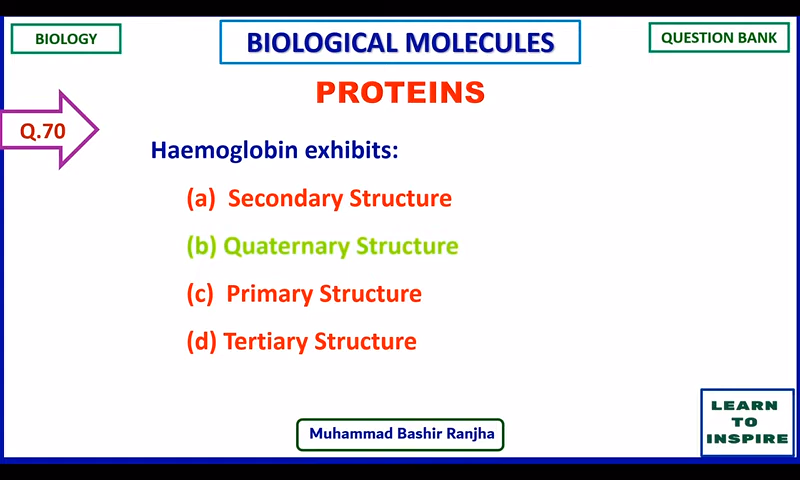 BIOLOGY
BIOLOGICAL MOLECULES
QUESTION BANK
PROTEINS
Q.70
Haemoglobin exhibits:
(a) Secondary Structure
(b) Quaternary Structure
(c) Primary Structure
(d) Tertiary Structure
Muhammad Bashir Ranjha
LEARN
TO
INSPIRE